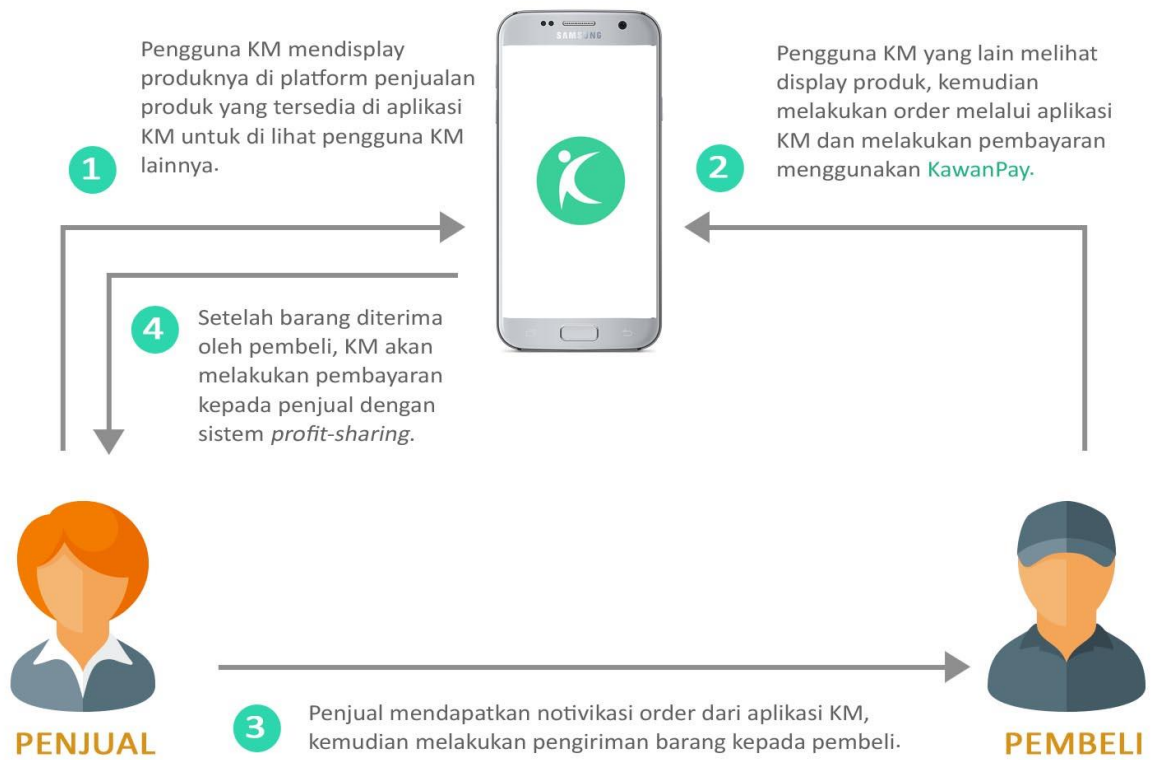 SAMSUNG
1
Pengguna KM mendisplay
produknya di platform penjualan
produk yang tersedia di aplikasi
KM untuk di lihat pengguna KM
lainnya.
2
Pengguna KM yang lain melihat
display produk, kemudian
melakukan order melalui aplikasi
KM dan melakukan pembayaran
menggunakan KawanPay.
4
Setelah barang diterima
oleh pembeli, KM akan
melakukan pembayaran
kepada penjual dengan
sistem profit-sharing.
3
Penjual mendapatkan notivikasi order dari aplikasi KM,
kemudian melakukan pengiriman barang kepada pembeli.
PENJUAL
PEMBELI